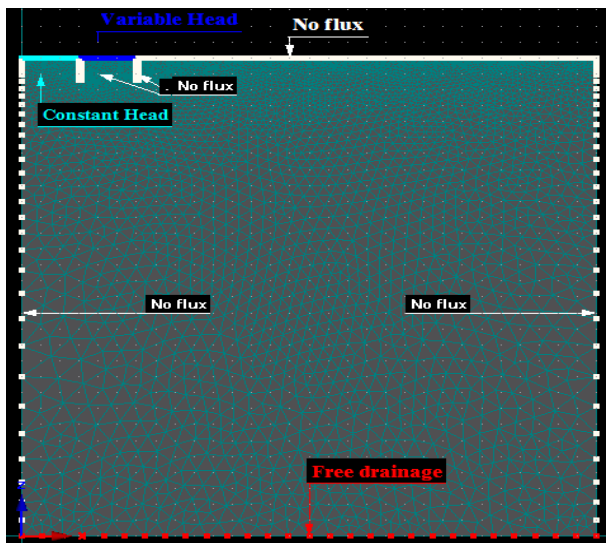 Variable Head
No flux
. No flux
Constant Head
No flux
No flux
Free drainage
Z